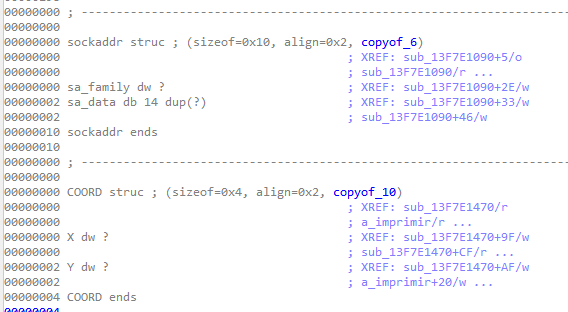 00000000 ; ----------------------------------------------------------------------
00000000
00000000 sockaddr struc ; (sizeof=0x10, align=0x2, copyof_6)
00000000 ; XREF: sub_13F7E1090+5/o
00000000 ; sub_13F7E1090/r ...
00000000 sa_family dw ? ; XREF: sub_13F7E1090+2E/w
00000002 sa_data db 14 dup(?) ; XREF: sub_13F7E1090+33/w
00000002 ; sub_13F7E1090+46/w
00000010 sockaddr ends
00000010
00000000 ; ----------------------------------------------------------------------
00000000
00000000 COORD struc ; (sizeof=0x4, align=0x2, copyof_10)
00000000 ; XREF: sub_13F7E1470/r
00000000 ; a_imprimir/r ...
00000000 X dw ? ; XREF: sub_13F7E1470+9F/w
00000000 ; sub_13F7E1470+CF/r ...
00000002 Y dw ? ; XREF: sub_13F7E1470+AF/w
00000002 ; a_imprimir+20/w ...
00000004 COORD ends
00000004